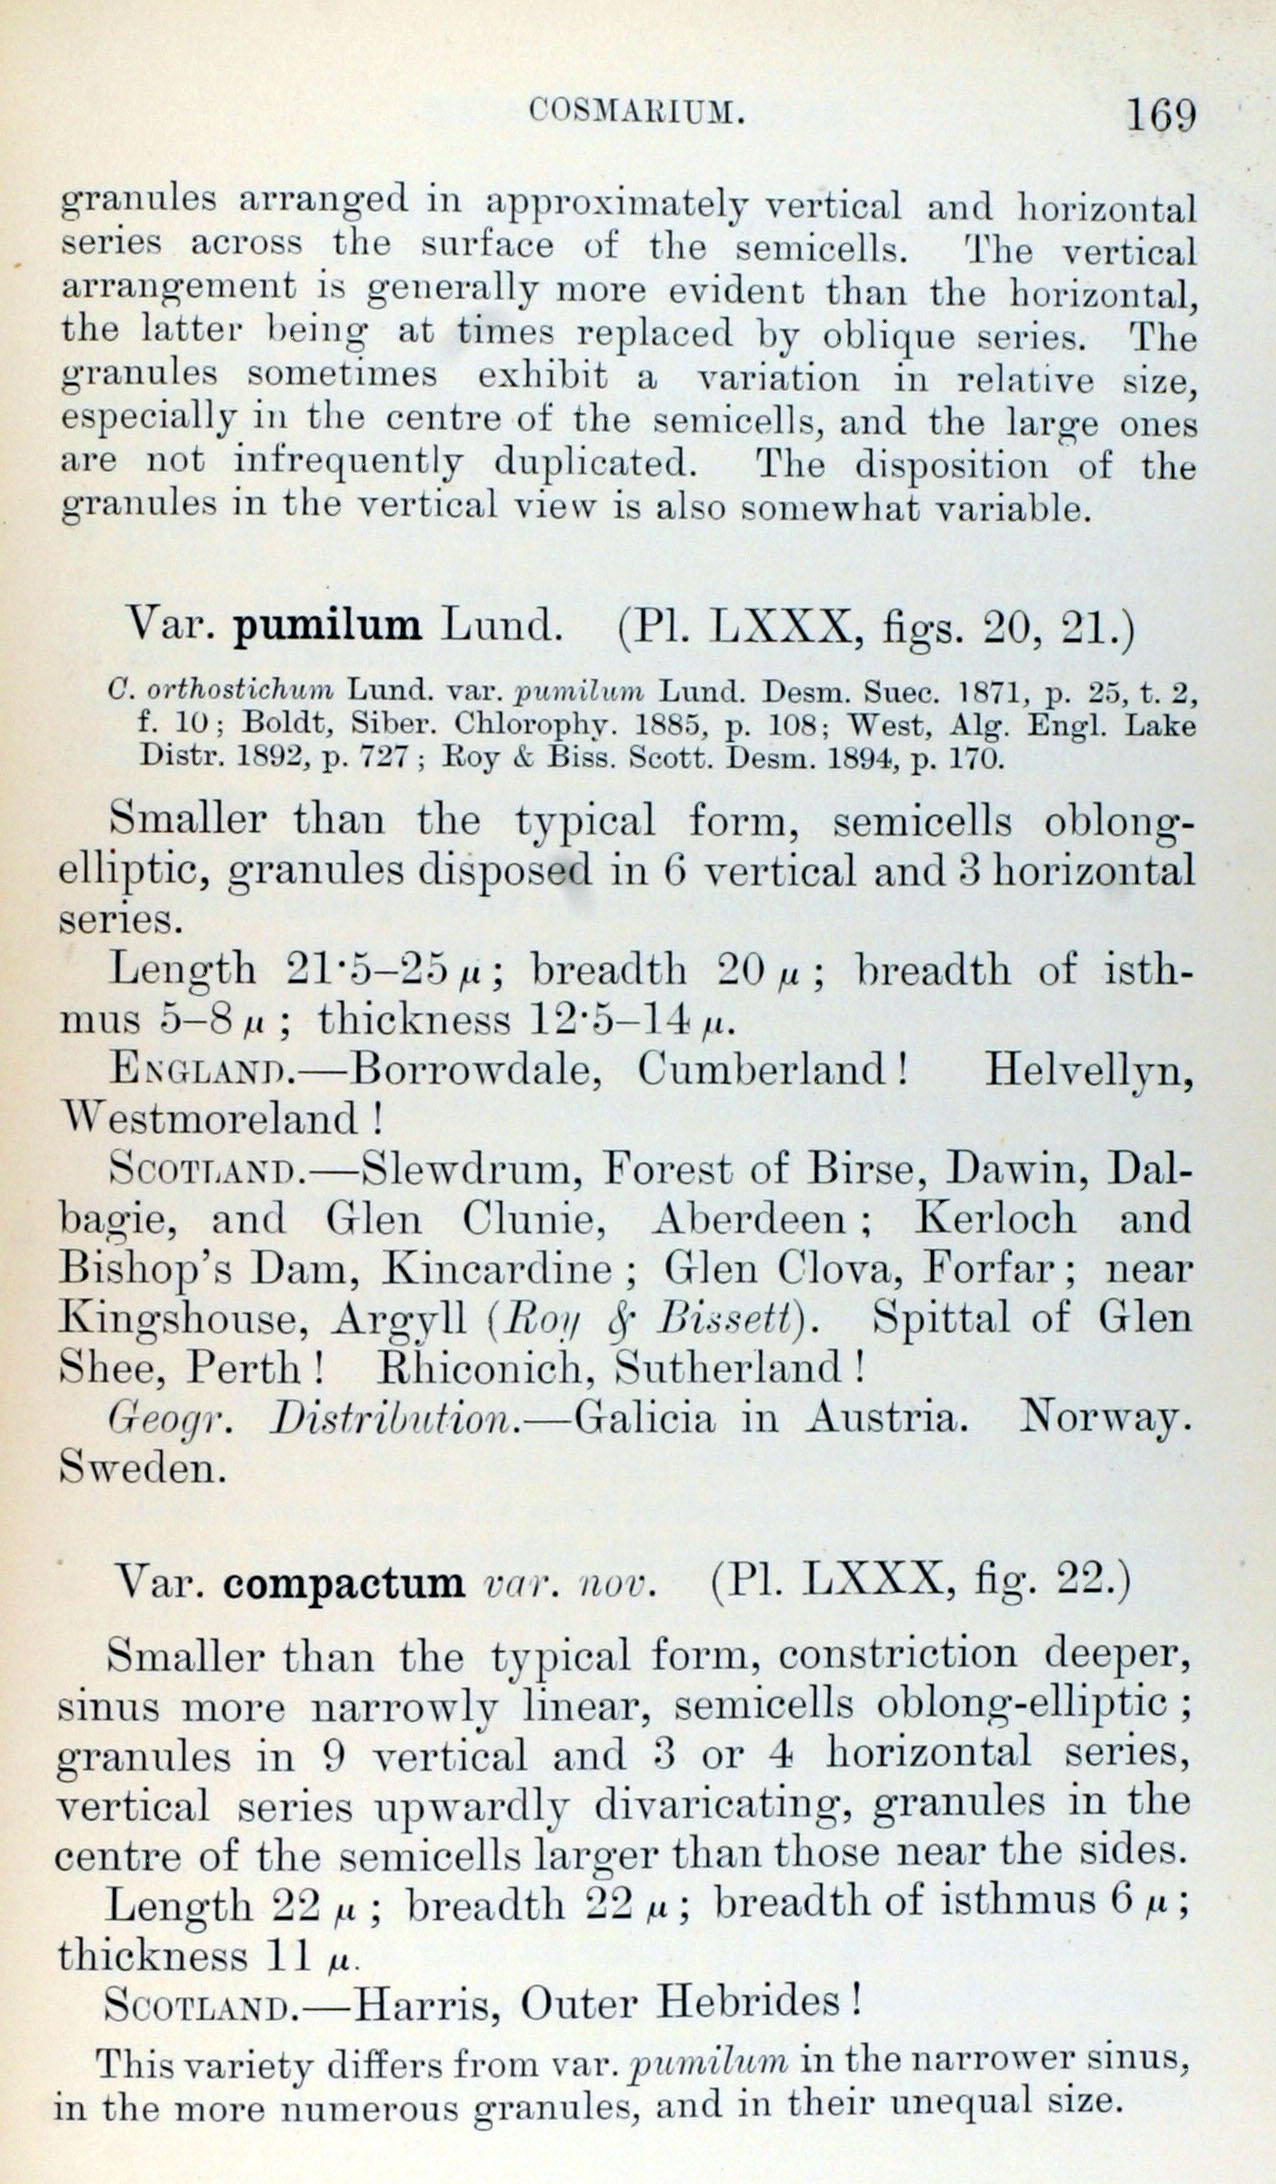 COSMARIUM. 169
granules arranged in approximately vertical and horizontal
series across the surface of the semicells. The vertical
arrangement is generally more evident than the horizontal,
the latter being at times replaced by oblique series. The
granules sometimes exhibit a variation in relative size,
especially in the centre of the semicells, and the large ones
are not infrequently duplicated. The disposition of the
granules in the vertical view is also somewhat variable.
Var. pumilum Lund. (Pl. LXXX, figs. 20, 21.)
C. orthostichum Lund. var. pumilum Lund. Desm. Suec. 1871, p. 25, t. 2,
f. 10; Boldt, Siber. Chlorophy. 1885, p. 108; West, Alg. Engl. Lake
Distr. 1892, p. 727; Roy & Biss. Scott. Desm. 1894, p. 170.
Smaller than the typical form, semicells oblong-
elliptic, granules disposed in 6 vertical and 3 horizontal
series.
Length 21·5–25 μ; breadth 20 μ; breadth of isth-
mus 5–8 μ; thickness 12·5–14 μ.
ENGLAND.—Borrowdale, Cumberland! Helvellyn,
Westmoreland!
SCOTLAND.—Slewdrum, Forest of Birse, Dawin, Dal-
bagie, and Glen Clunie, Aberdeen; Kerloch and
Bishop's Dam, Kincardine; Glen Clova, Forfar; near
Kingshouse, Argyll (Roy & Bissett). Spittal of Glen
Shee, Perth! Rhiconich, Sutherland!
Geogr. Distribution.—Galicia in Austria. Norway.
Sweden.
Var. compactum var. nov. (Pl. LXXX, fig. 22.)
Smaller than the typical form, constriction deeper,
sinus more narrowly linear, semicells oblong-elliptic;
granules in 9 vertical and 3 or 4 horizontal series,
vertical series upwardly divaricating, granules in the
centre of the semicells larger than those near the sides.
Length 22 μ; breadth 22 μ; breadth of isthmus 6 μ;
thickness 11 μ.
SCOTLAND.—Harris, Outer Hebrides!
This variety differs from var. pumilum in the narrower sinus,
in the more numerous granules, and in their unequal size.